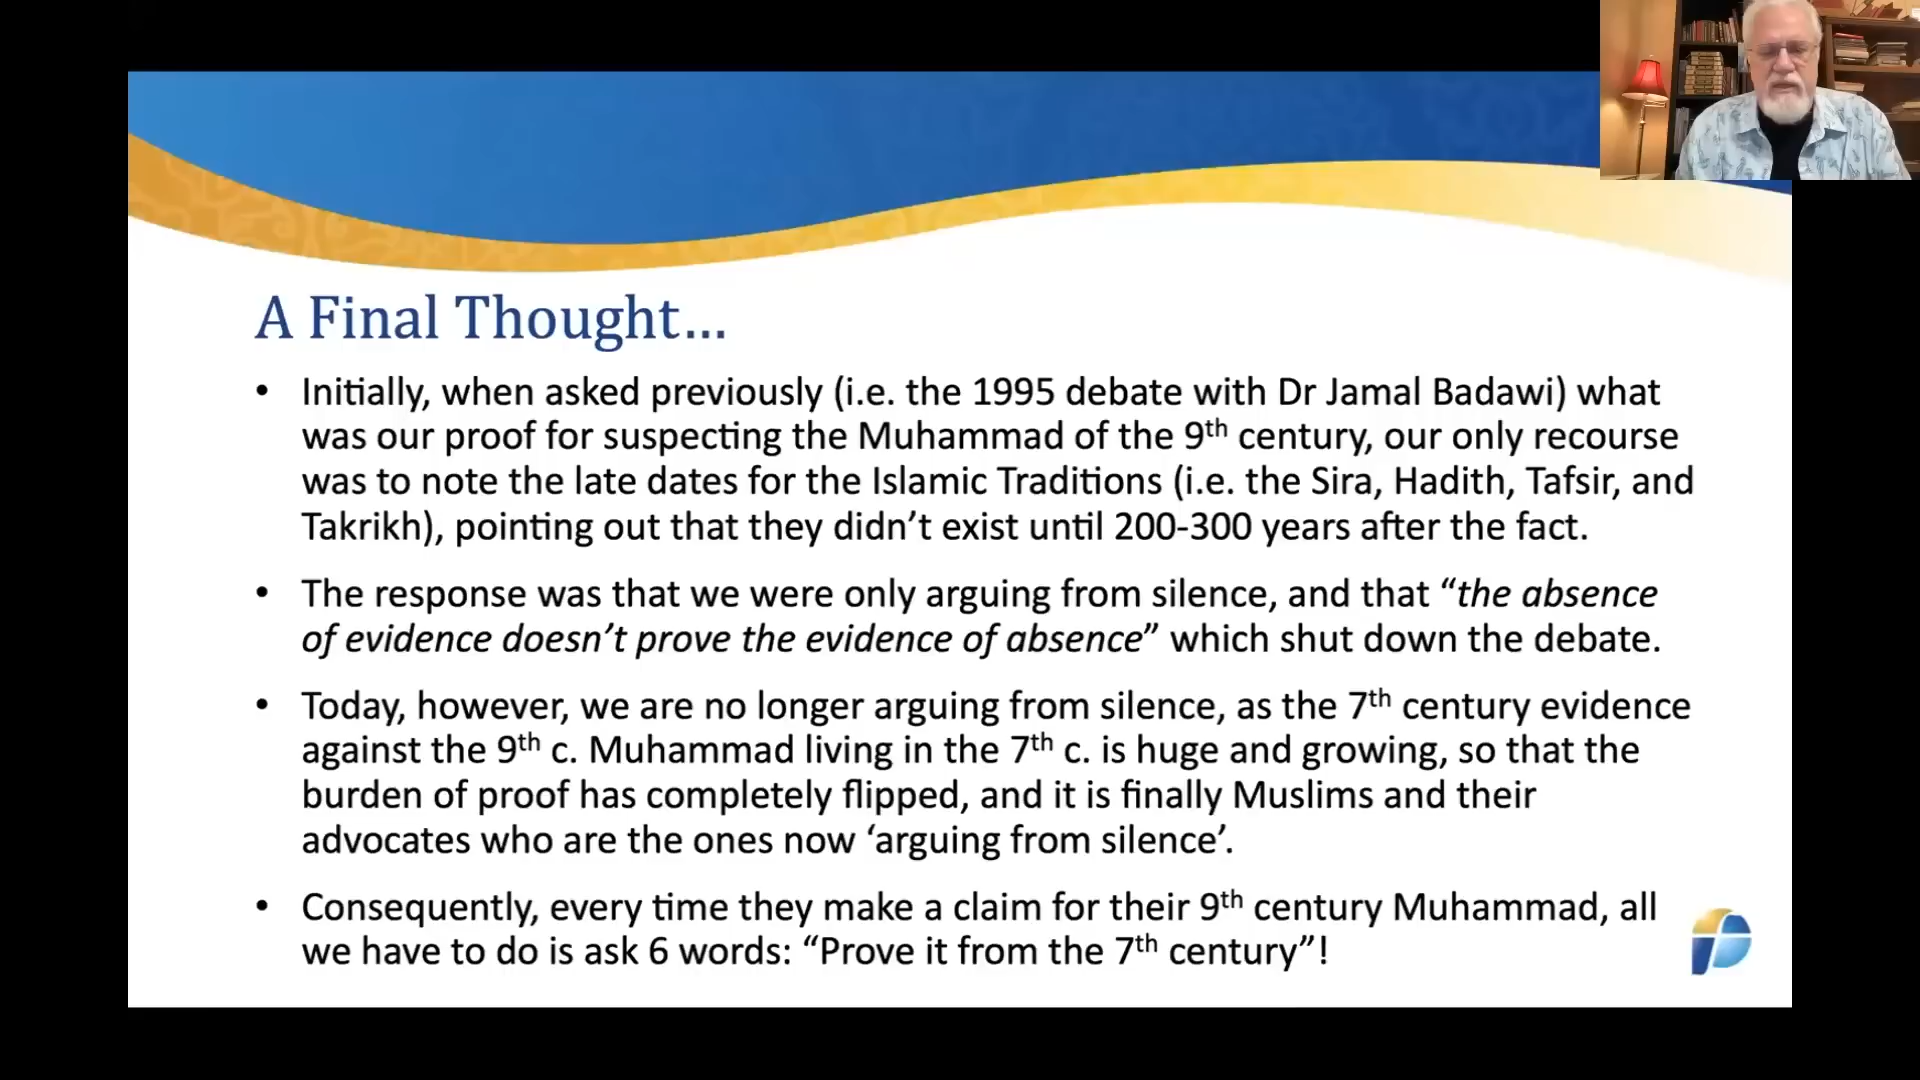 A Final Thought…
• Initially, when asked previously (i.e. the 1995 debate with Dr Jamal Badawi) what
was our proof for suspecting the Muhammad of the 9th century, our only recourse
was to note the late dates for the Islamic Traditions (i.e. the Sira, Hadith, Tafsir, and
Takrikh), pointing out that they didn’t exist until 200-300 years after the fact.
• The response was that we were only arguing from silence, and that “the absence
of evidence doesn’t prove the evidence of absence” which shut down the debate.
• Today, however, we are no longer arguing from silence, as the 7th century evidence
against the 9th c. Muhammad living in the 7th c. is huge and growing, so that the
burden of proof has completely flipped, and it is finally Muslims and their
advocates who are the ones now ‘arguing from silence’.
• Consequently, every time they make a claim for their 9th century Muhammad, all
we have to do is ask 6 words: “Prove it from the 7th century”!